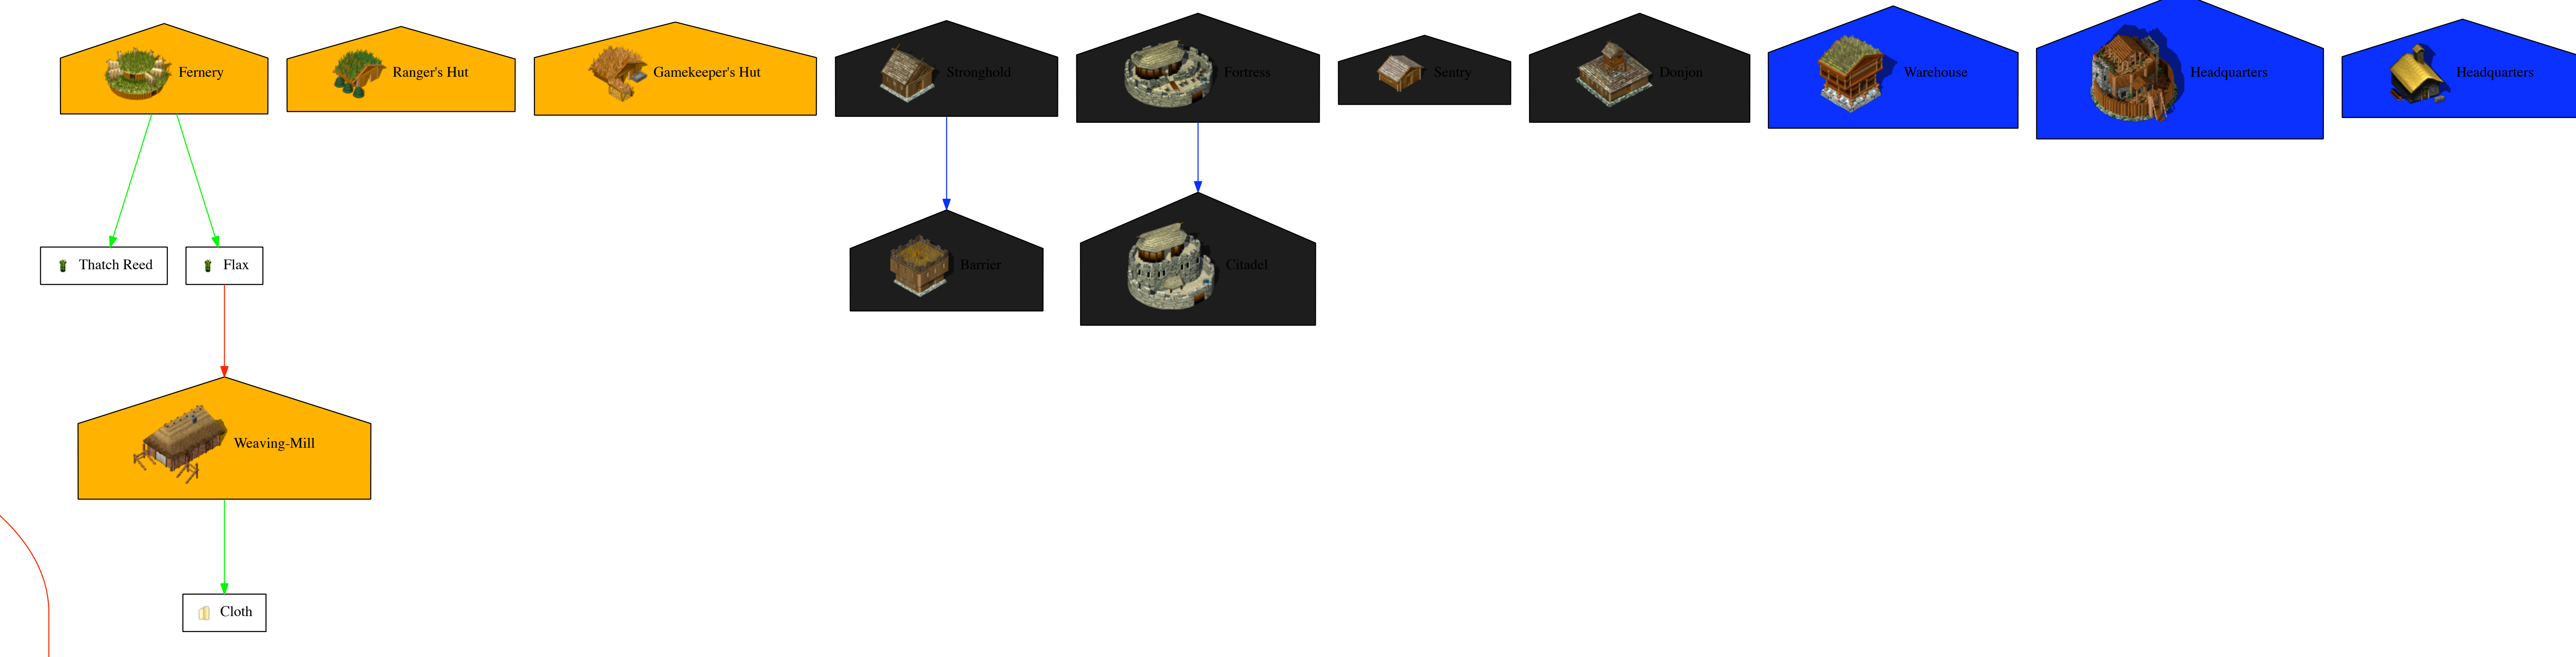 Fernery
Ranger's Hut
Gamekeeper's Hut
Stronghold
Fortress
Sentry
Donjon
Warehouse
Headquarters
Headquarters
Thatch Reed
Flax
Barrier
Citadel
Weaving-Mill
Cloth